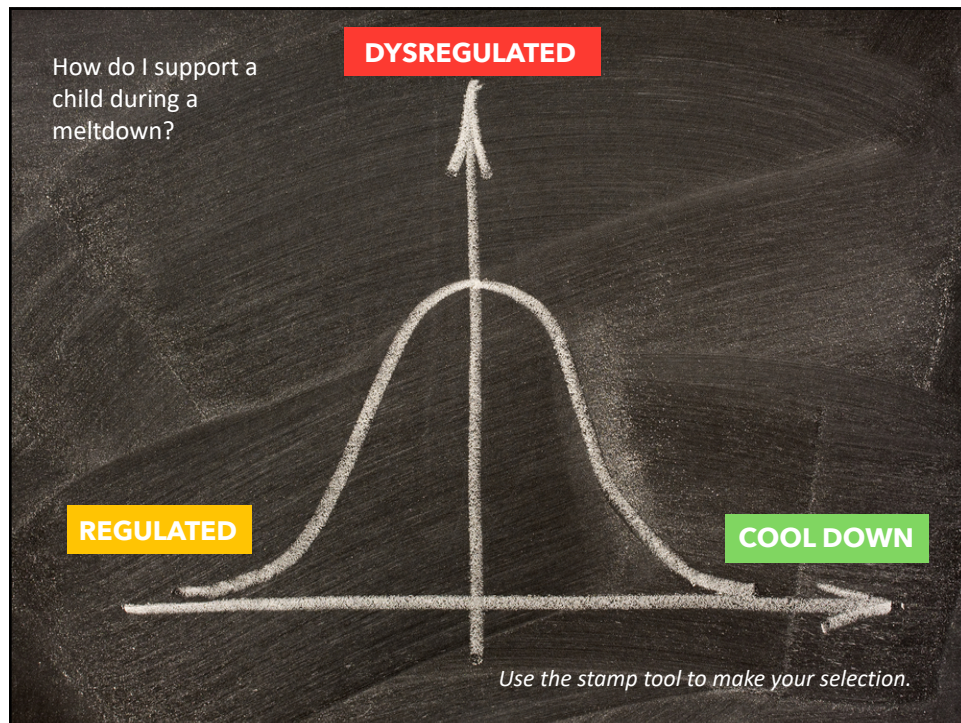 DYSREGULATED
How do I support a
child during a
meltdown?
REGULATED
COOL DOWN
Use the stamp tool to make your selection.